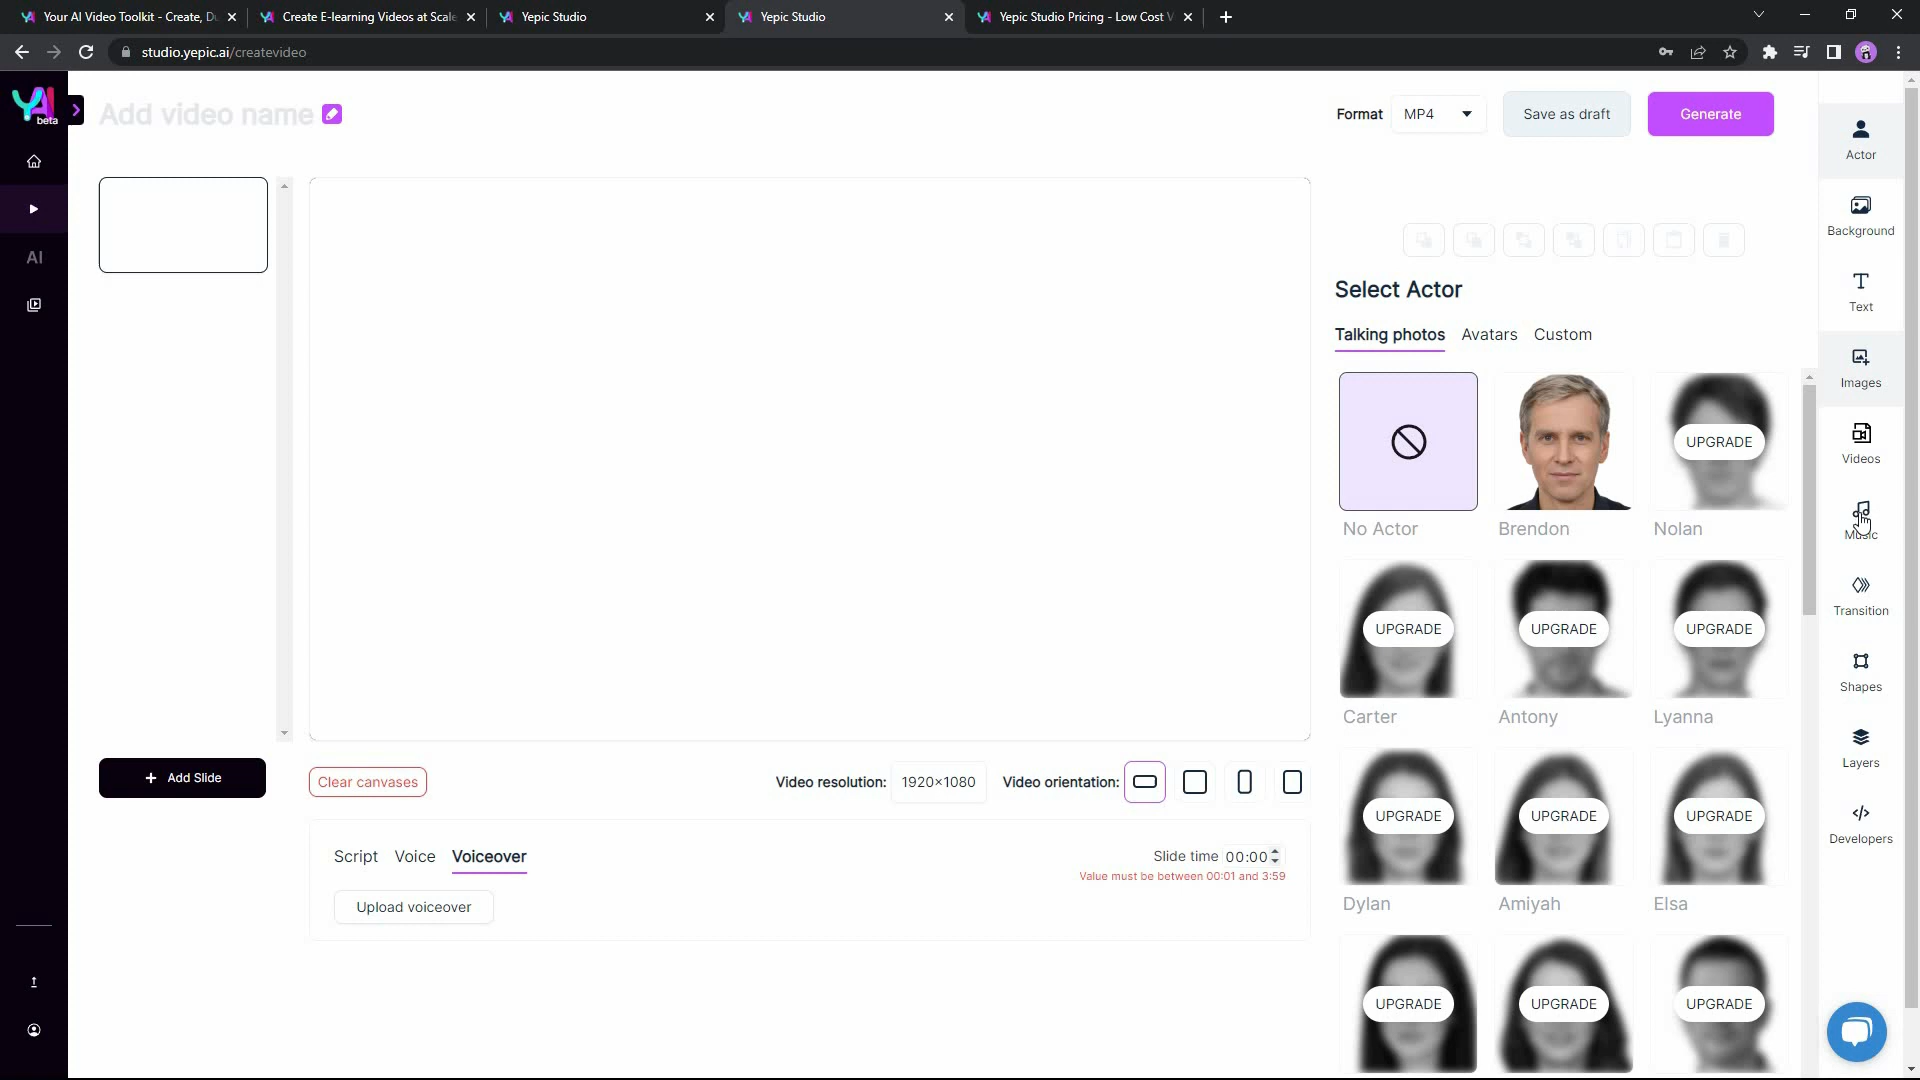 Your AI Video Toolkit - Create, Du
Create E-learning Videos at Scale
Yepic Studio
Yepic Studio
Yepic Studio Pricing - Low Cost V
studio.yepic.ai/createvideo
YAI
beta
Add video name
Format
MP4
Save as draft
Generate
Actor
Background
Text
Images
Videos
Music
Transition
Shapes
Layers
Developers
AI
Select Actor
Talking photos
Avatars
Custom
No Actor
Brendon
UPGRADE
Nolan
UPGRADE
Carter
UPGRADE
Antony
UPGRADE
Lyanna
UPGRADE
Dylan
UPGRADE
Amiyah
UPGRADE
Elsa
UPGRADE
UPGRADE
UPGRADE
+ Add Slide
Clear canvases
Video resolution:
1920×1080
Video orientation:
Script
Voice
Voiceover
Slide time 00:00
Value must be between 00:01 and 3:59
Upload voiceover